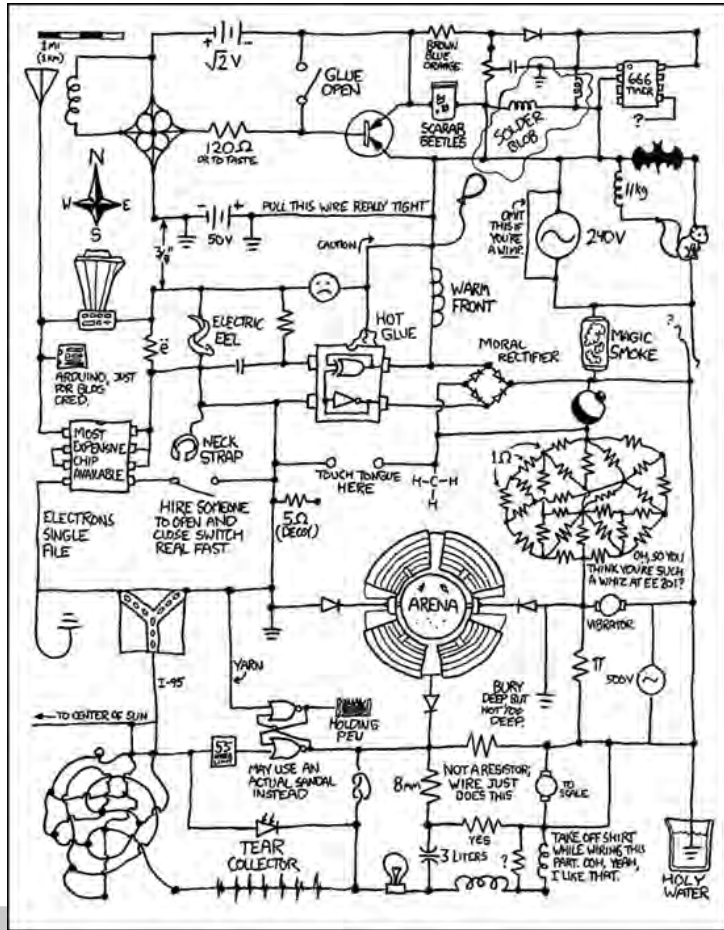 1MI
(1KM)
√2 V
GLUE
OPEN
BROWN
BLUE
ORANGE
666
TIMER
?
SCARAB
BEETLES
SOLDER
BLOB
120Ω
OR TO TASTE
N
W
E
S
50V
PULL THIS WIRE REALLY TIGHT
3/8"
CAUTION
OMIT
THIS IF
YOU'RE
A WIMP.
240V
11kg
WARM
FRONT
?
ELECTRIC
EEL
HOT
GLUE
MORAL
RECTIFIER
MAGIC
SMOKE
ARDUINO, JUST
FOR BLOG
CRED.
MOST
EXPENSIVE
CHIP
AVAILABLE
NECK
STRAP
TOUCH TONGUE
HERE
H-C-H
H
1Ω
HIRE SOMEONE
TO OPEN AND
CLOSE SWITCH
REAL FAST.
5Ω
(DECOY)
ELECTRONS
SINGLE
FILE
OH, SO YOU
THINK YOU'RE SUCH
A WHIZ AT EE 201?
ARENA
VIBRATOR
π
500V
I-95
YARN
BURY
DEEP BUT
NOT TOO
DEEP.
TO CENTER OF SUN
HOLDING
PEN
MAY USE AN
ACTUAL SANDAL
INSTEAD
8mm
NOT A RESISTOR;
WIRE JUST
DOES THIS
TO
SCALE
TEAR
COLLECTOR
YES
3 LITERS
?
TAKE OFF SHIRT
WHILE WIRING THIS
PART. OOH, YEAH,
I LIKE THAT.
HOLY
WATER